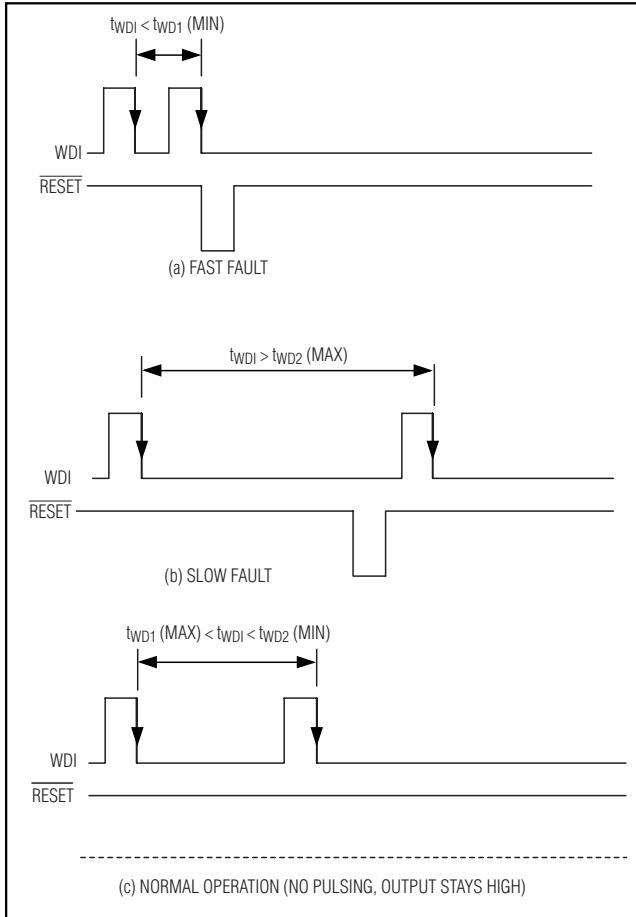 tWDI < tWD1 (MIN)
WDI
RESET
(a) FAST FAULT
tWDI > tWD2 (MAX)
WDI
RESET
(b) SLOW FAULT
tWD1 (MAX) < tWDI < tWD2 (MIN)
WDI
RESET
(c) NORMAL OPERATION (NO PULSING, OUTPUT STAYS HIGH)